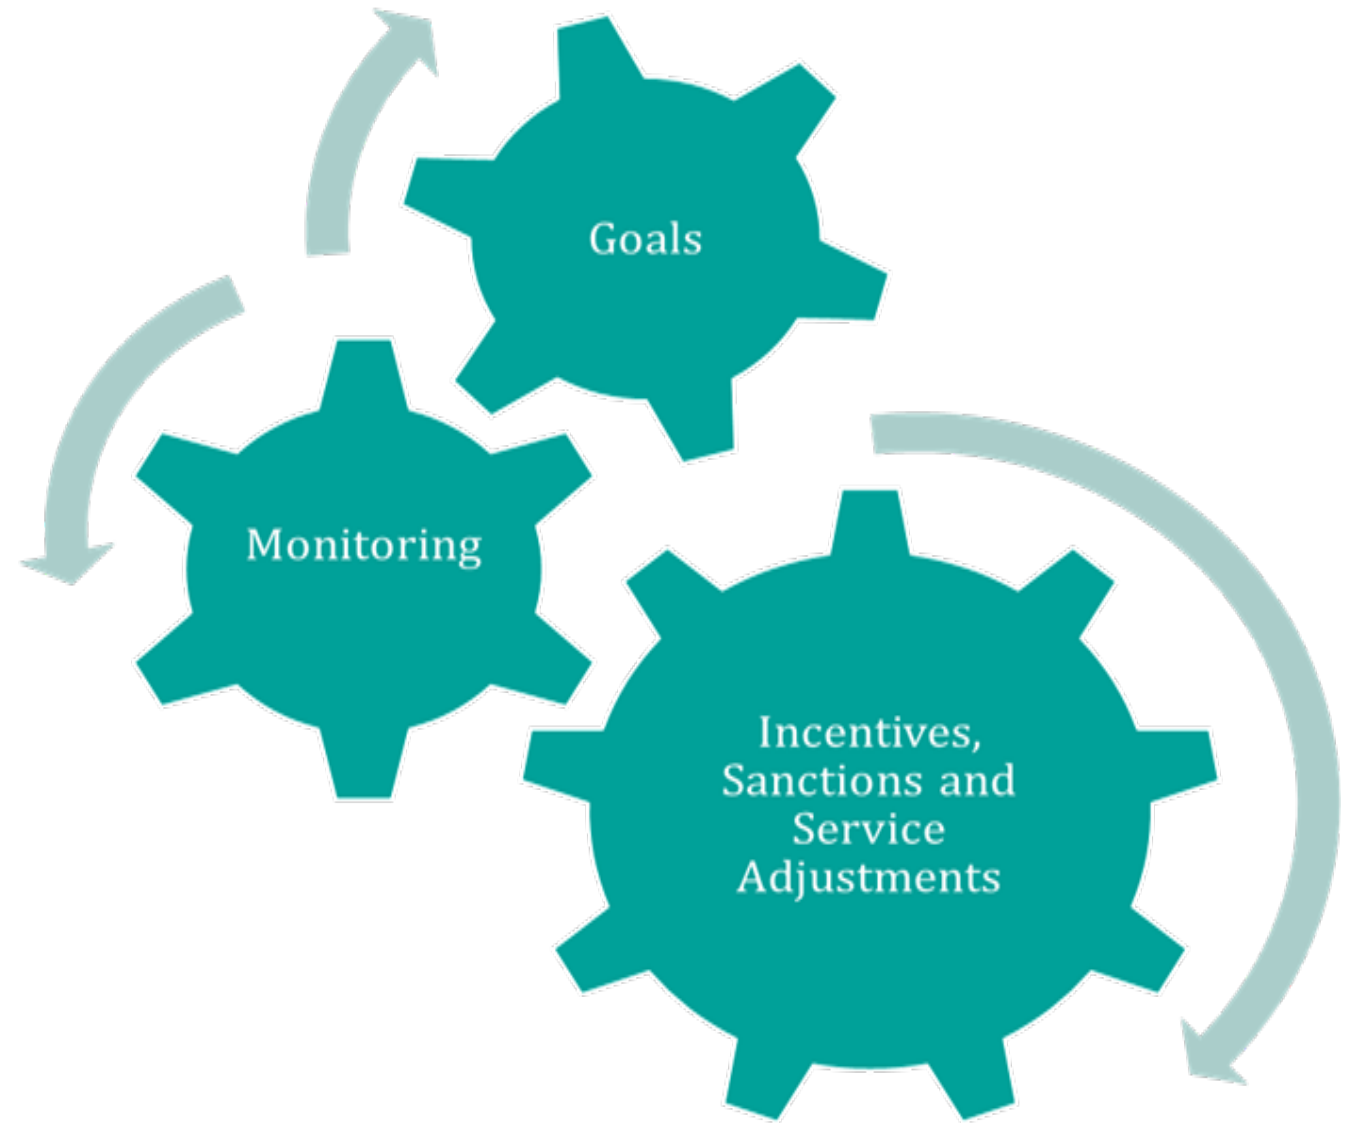 Goals
Monitoring
Incentives,
Sanctions and
Service
Adjustments